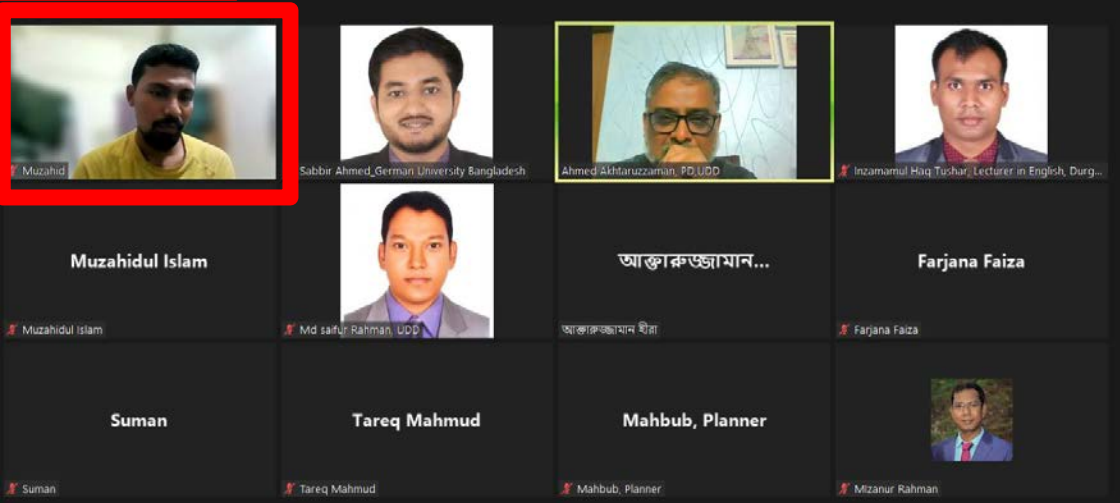 Muzahid
Sabbir Ahmed_German University Bangladesh
Ahmed Akhtaruzzaman, PD,UDD
Inzamamul Haq Tushar, Lecturer in English, Durg...
Muzahidul Islam
Muzahidul Islam
Md saifur Rahman, UDD
আক্তারুজ্জামান...
আক্তারুজ্জামান হীরা
Farjana Faiza
Farjana Faiza
Suman
Suman
Tareq Mahmud
Tareq Mahmud
Mahbub, Planner
Mahbub, Planner
Mizanur Rahman